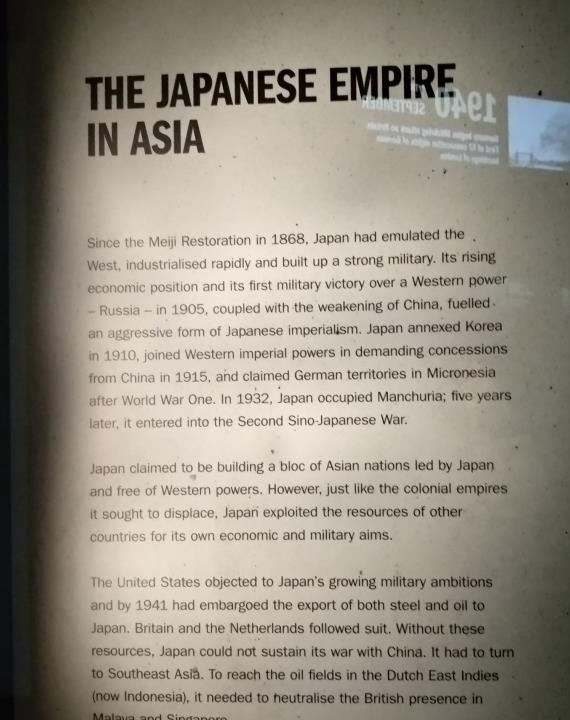 THE JAPANESE EMPIRE
IN ASIA
1940 SEPTEMBER
Since the Meiji Restoration in 1868, Japan had emulated the
West, industrialised rapidly and built up a strong military. Its rising
economic position and its first military victory over a Western power
– Russia – in 1905, coupled with the weakening of China, fuelled
an aggressive form of Japanese imperialism. Japan annexed Korea
in 1910, joined Western imperial powers in demanding concessions
from China in 1915, and claimed German territories in Micronesia
after World War One. In 1932, Japan occupied Manchuria; five years
later, it entered into the Second Sino-Japanese War.
Japan claimed to be building a bloc of Asian nations led by Japan
and free of Western powers. However, just like the colonial empires
it sought to displace, Japan exploited the resources of other
countries for its own economic and military aims.
The United States objected to Japan's growing military ambitions
and by 1941 had embargoed the export of both steel and oil to
Japan. Britain and the Netherlands followed suit. Without these
resources, Japan could not sustain its war with China. It had to turn
to Southeast Asia. To reach the oil fields in the Dutch East Indies
(now Indonesia), it needed to neutralise the British presence in
Malaya and Singapore